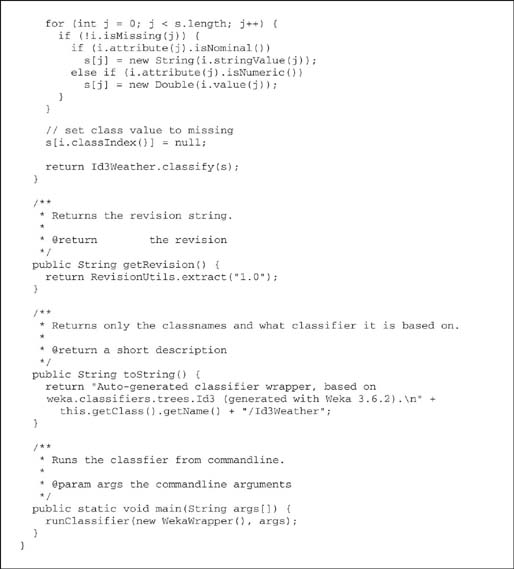 for (int j = 0; j < s.length; j++) {
if (!i.isMissing(j)) {
if (i.attribute(j).isNominal())
s[j] = new String(i.stringValue(j));
else if (i.attribute(j).isNumeric())
s[j] = new Double(i.value(j));
}
}
// set class value to missing
s[i.classIndex()] = null;
return Id3Weather.classify(s);
}
/**
* Returns the revision string.
*
* @return the revision
*/
public String getRevision() {
return RevisionUtils.extract("1.0");
}
/**
* Returns only the classnames and what classifier it is based on.
*
* @return a short description
*/
public String toString() {
return "Auto-generated classifier wrapper, based on
weka.classifiers.trees.Id3 (generated with Weka 3.6.2).\n" +
this.getClass().getName() + "/Id3Weather";
}
/**
* Runs the classfier from commandline.
*
* @param args the commandline arguments
*/
public static void main(String args[]) {
runClassifier(new WekaWrapper(), args);
}
}